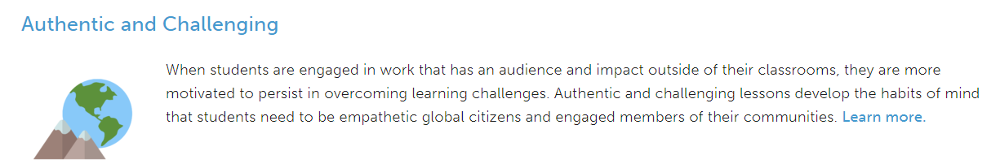 Authentic and Challenging
When students are engaged in work that has an audience and impact outside of their classrooms, they are more
motivated to persist in overcoming learning challenges. Authentic and challenging lessons develop the habits of mind
that students need to be empathetic global citizens and engaged members of their communities. Learn more.